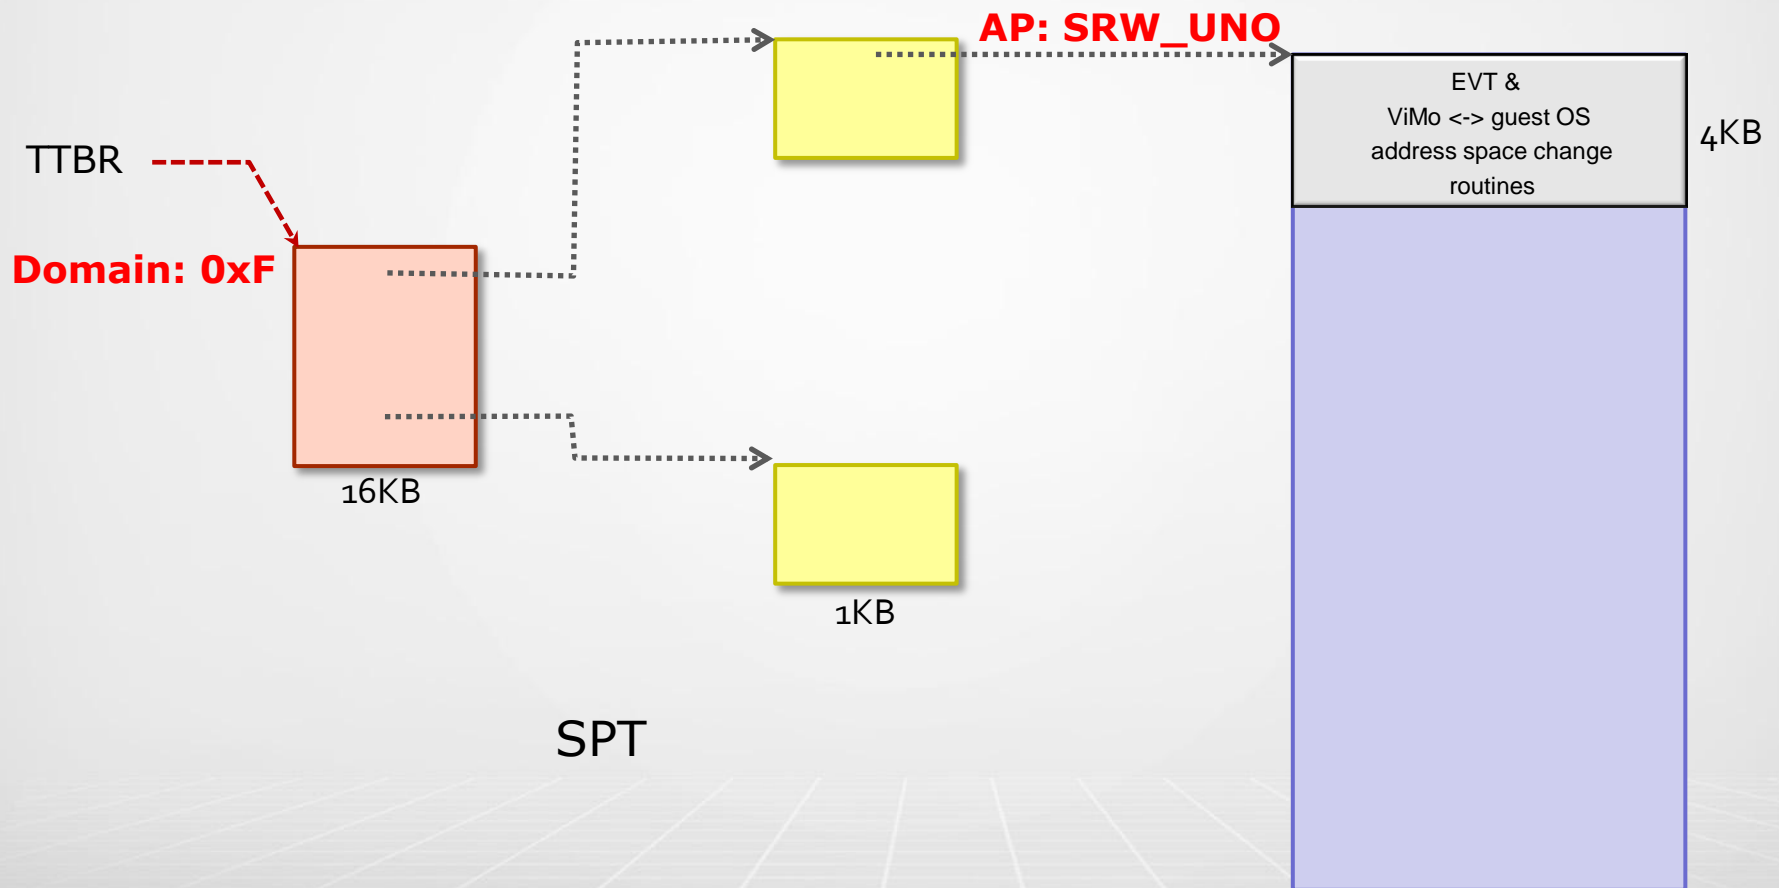 AP: SRW_UNO
EVT &
ViMo <-> guest OS
address space change
routines
4KB
TTBR
Domain: 0xF
16KB
1KB
SPT